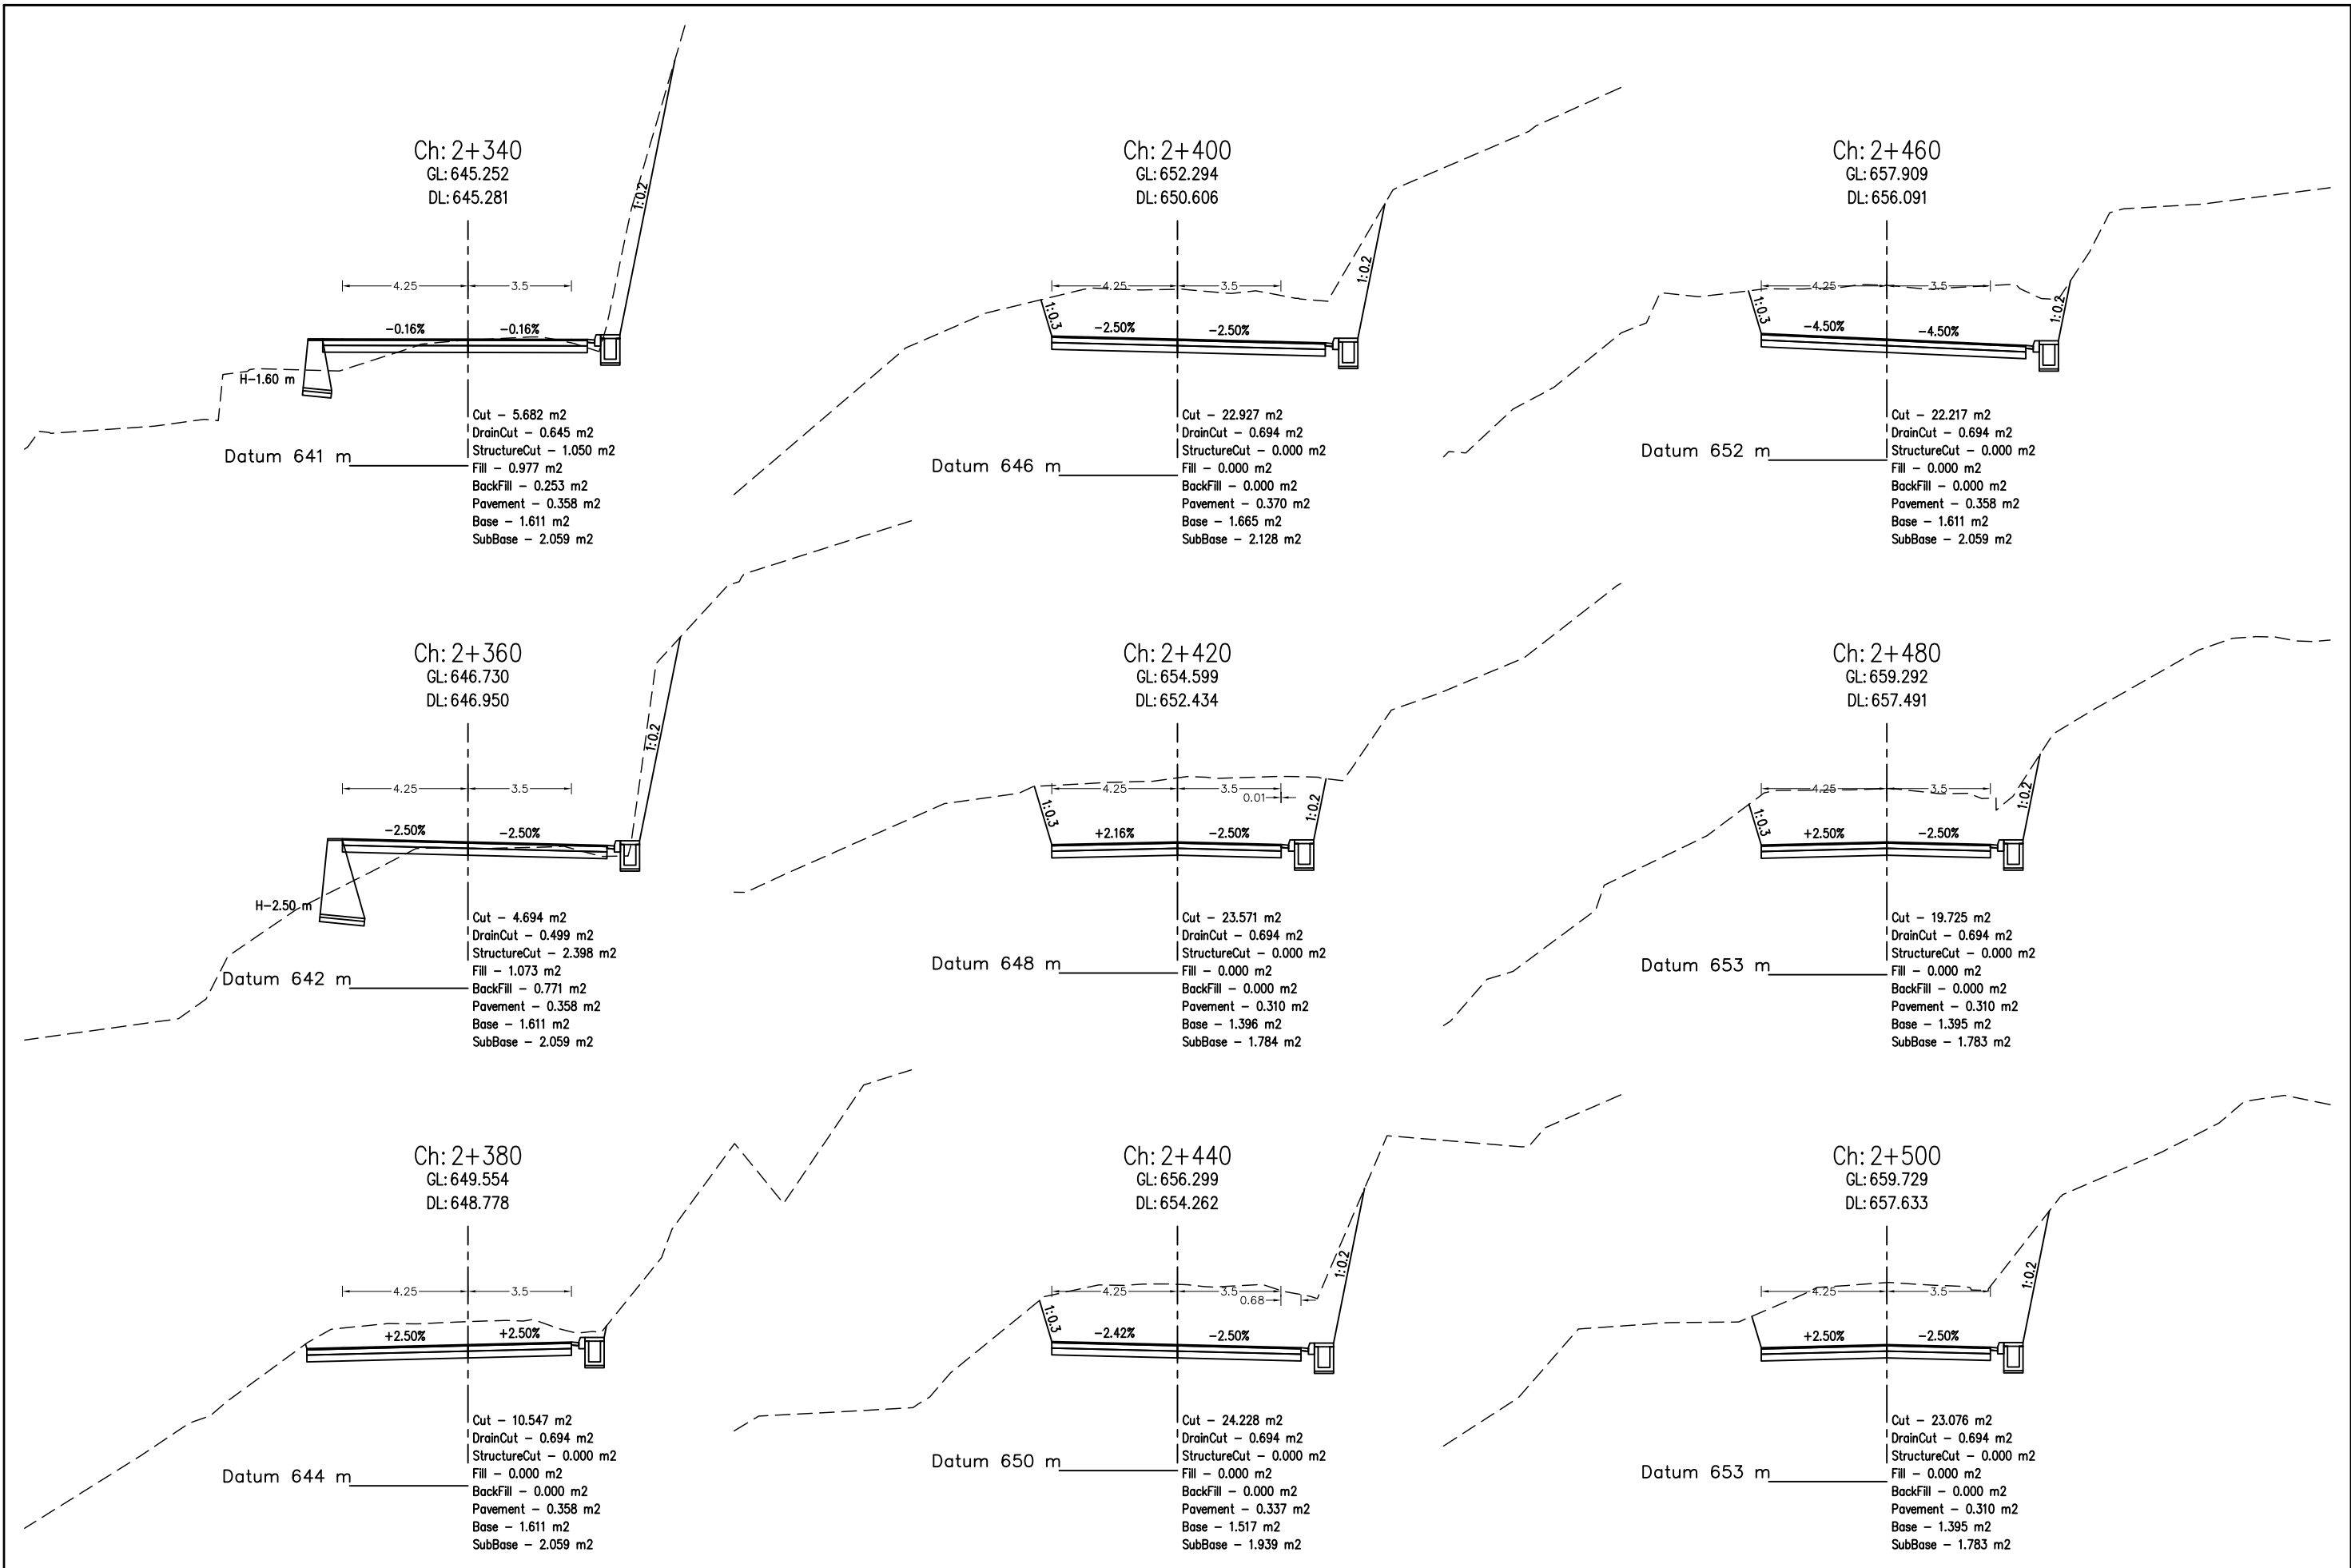 Ch: 2+340
GL: 645.252
DL: 645.281
1:0.2
4.25
3.5
-0.16%
-0.16%
H-1.60 m
Datum 641 m
Cut - 5.682 m2
DrainCut - 0.645 m2
StructureCut - 1.050 m2
Fill - 0.977 m2
BackFill - 0.253 m2
Pavement - 0.358 m2
Base - 1.611 m2
SubBase - 2.059 m2
Ch: 2+400
GL: 652.294
DL: 650.606
1:0.2
4.25
3.5
1:0.3
-2.50%
-2.50%
Datum 646 m
Cut - 22.927 m2
DrainCut - 0.694 m2
StructureCut - 0.000 m2
Fill - 0.000 m2
BackFill - 0.000 m2
Pavement - 0.370 m2
Base - 1.665 m2
SubBase - 2.128 m2
Ch: 2+460
GL: 657.909
DL: 656.091
4.25
3.5
1:0.3
1:0.2
-4.50%
-4.50%
Datum 652 m
Cut - 22.217 m2
DrainCut - 0.694 m2
StructureCut - 0.000 m2
Fill - 0.000 m2
BackFill - 0.000 m2
Pavement - 0.358 m2
Base - 1.611 m2
SubBase - 2.059 m2
Ch: 2+360
GL: 646.730
DL: 646.950
1:0.2
4.25
3.5
-2.50%
-2.50%
H-2.50 m
Datum 642 m
Cut - 4.694 m2
DrainCut - 0.499 m2
StructureCut - 2.398 m2
Fill - 1.073 m2
BackFill - 0.771 m2
Pavement - 0.358 m2
Base - 1.611 m2
SubBase - 2.059 m2
Ch: 2+420
GL: 654.599
DL: 652.434
4.25
3.5
0.01
1:0.3
1:0.2
+2.16%
-2.50%
Datum 648 m
Cut - 23.571 m2
DrainCut - 0.694 m2
StructureCut - 0.000 m2
Fill - 0.000 m2
BackFill - 0.000 m2
Pavement - 0.310 m2
Base - 1.396 m2
SubBase - 1.784 m2
Ch: 2+480
GL: 659.292
DL: 657.491
4.25
3.5
1:0.3
1:0.2
+2.50%
-2.50%
Datum 653 m
Cut - 19.725 m2
DrainCut - 0.694 m2
StructureCut - 0.000 m2
Fill - 0.000 m2
BackFill - 0.000 m2
Pavement - 0.310 m2
Base - 1.395 m2
SubBase - 1.783 m2
Ch: 2+380
GL: 649.554
DL: 648.778
4.25
3.5
+2.50%
+2.50%
Datum 644 m
Cut - 10.547 m2
DrainCut - 0.694 m2
StructureCut - 0.000 m2
Fill - 0.000 m2
BackFill - 0.000 m2
Pavement - 0.358 m2
Base - 1.611 m2
SubBase - 2.059 m2
Ch: 2+440
GL: 656.299
DL: 654.262
1:0.2
4.25
3.5
0.68
1:0.3
-2.42%
-2.50%
Datum 650 m
Cut - 24.228 m2
DrainCut - 0.694 m2
StructureCut - 0.000 m2
Fill - 0.000 m2
BackFill - 0.000 m2
Pavement - 0.337 m2
Base - 1.517 m2
SubBase - 1.939 m2
Ch: 2+500
GL: 659.729
DL: 657.633
1:0.2
4.25
3.5
+2.50%
-2.50%
Datum 653 m
Cut - 23.076 m2
DrainCut - 0.694 m2
StructureCut - 0.000 m2
Fill - 0.000 m2
BackFill - 0.000 m2
Pavement - 0.310 m2
Base - 1.395 m2
SubBase - 1.783 m2